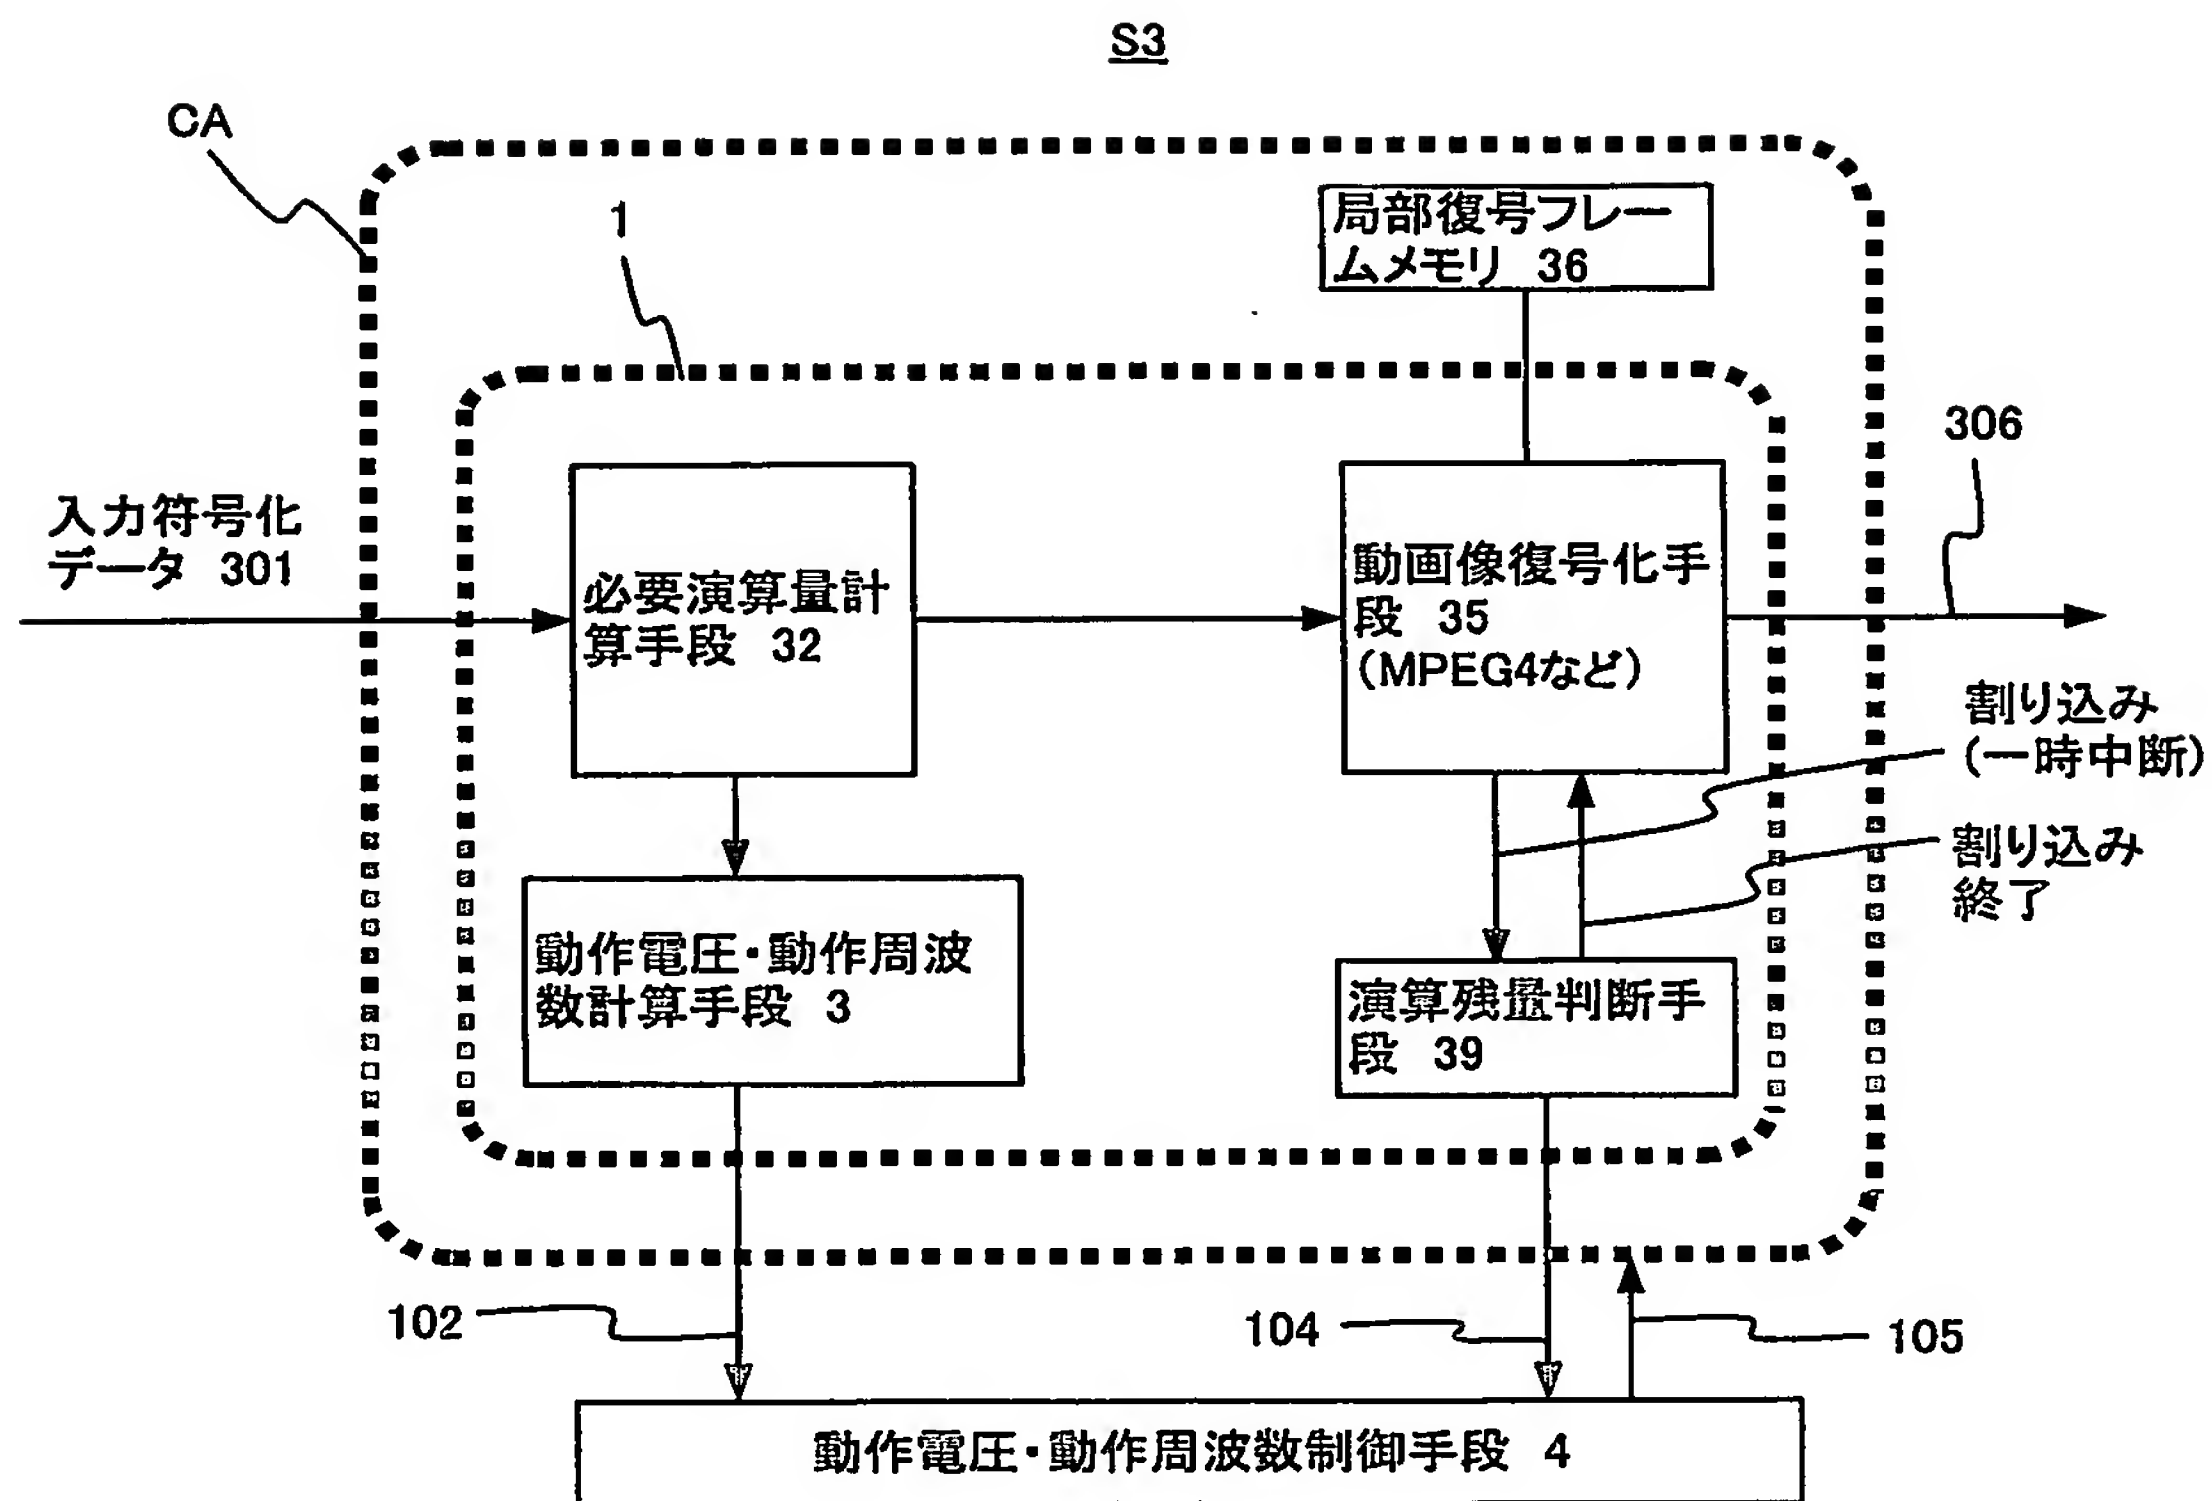 S3
CA
1
局部復号フレー
ムメモリ 36
306
入力符号化
データ 301
必要演算量計
算手段 32
動画像復号化手
段 35
(MPEG4など)
割り込み
(一時中断)
割り込み
終了
動作電圧・動作周波
数計算手段 3
演算残量判断手
段 39
102
104
105
動作電圧・動作周波数制御手段 4